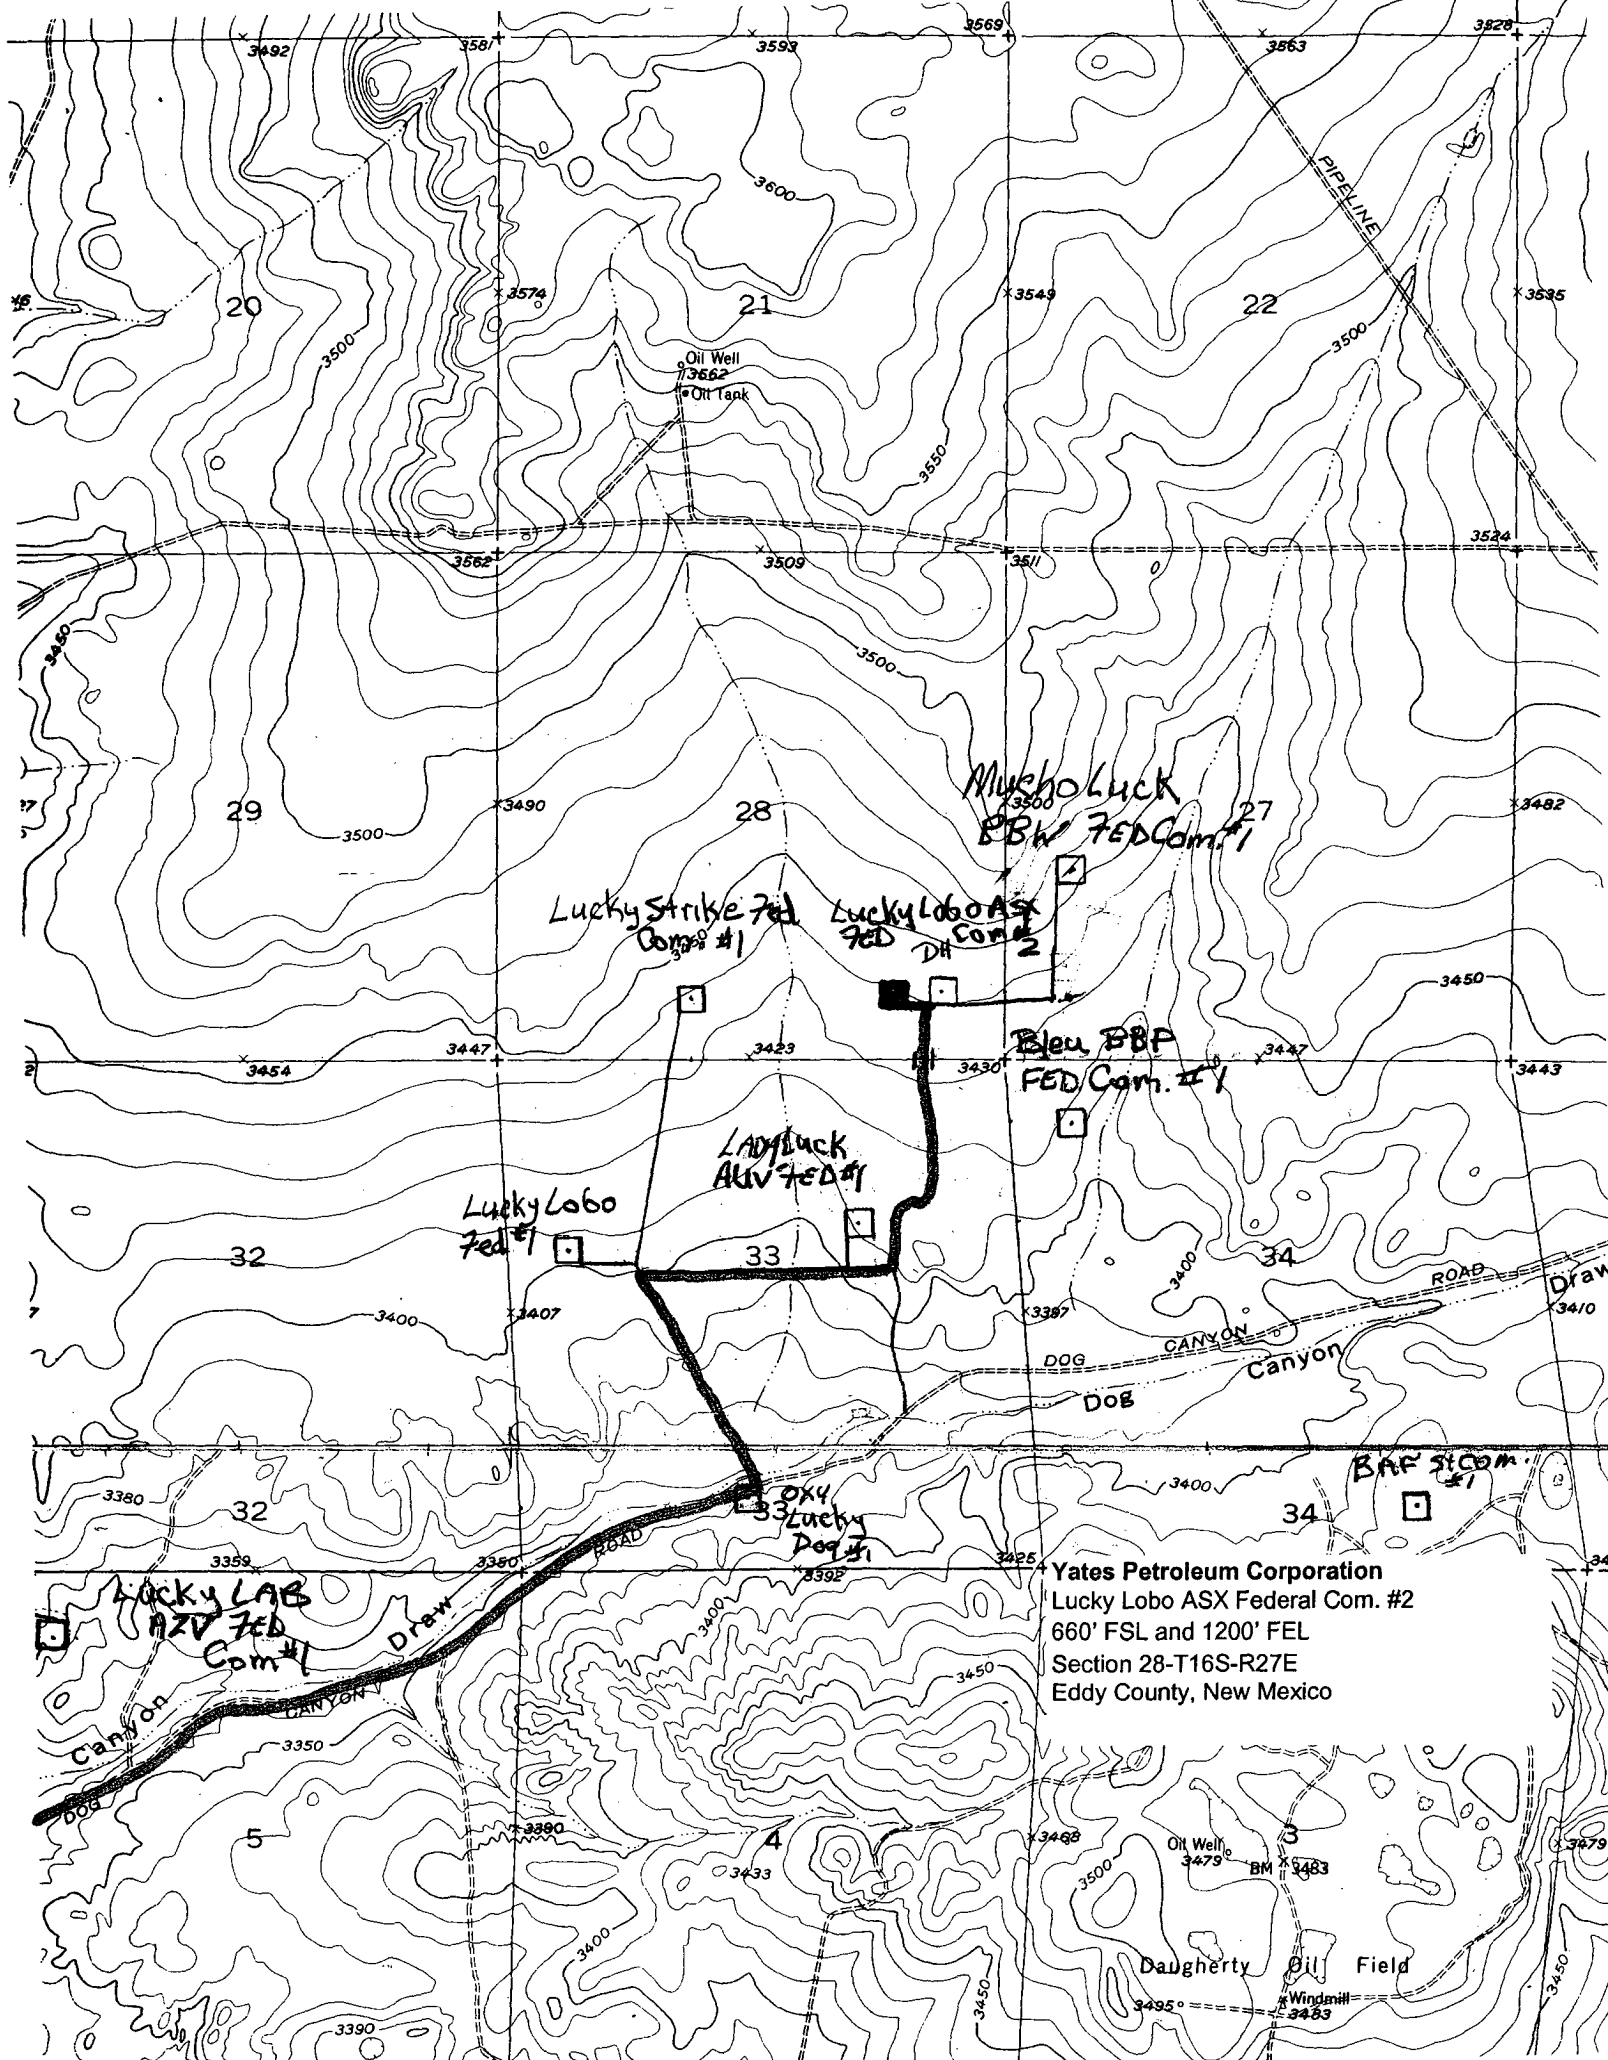 3492
3581
3593
3569
3563
3528
PIPELINE
3600
20
3574
21
3549
22
3535
3500
3500
Oil Well
3562
Oil Tank
3550
3562
3509
3511
3524
3450
3500
29
3490
28
Mucho Luck
3500
27
3482
BBW FED Com. #1
3500
Lucky Strike Fed
Com. #1
Lucky Lobo ASX
FED Com #
DH 2
3450
3447
3423
3430
Bleu BBP
FED Com. #1
3447
3454
3443
Lady Luck
AUV FED #1
Lucky Lobo
Fed #1
32
33
34
3400
ROAD
Draw
3400
3407
3397
3410
DOG
CANYON
Canyon
Dog
BAF St Com.
#1
3380
32
OXY
33
Lucky
Dog #1
3400
34
ROAD
3359
3350
3392
3425
Yates Petroleum Corporation
Lucky Lobo ASX Federal Com. #2
660' FSL and 1200' FEL
Section 28-T16S-R27E
Eddy County, New Mexico
Lucky LAB
AZV FED
Com #1
Draw
3400
3450
CANYON
Canyon
DOG
3350
5
3390
4
3433
3468
Oil Well
3479
3
BM 3483
3479
3500
3400
3450
Daugherty Oil Field
3450
3495
Windmill
3483
3390